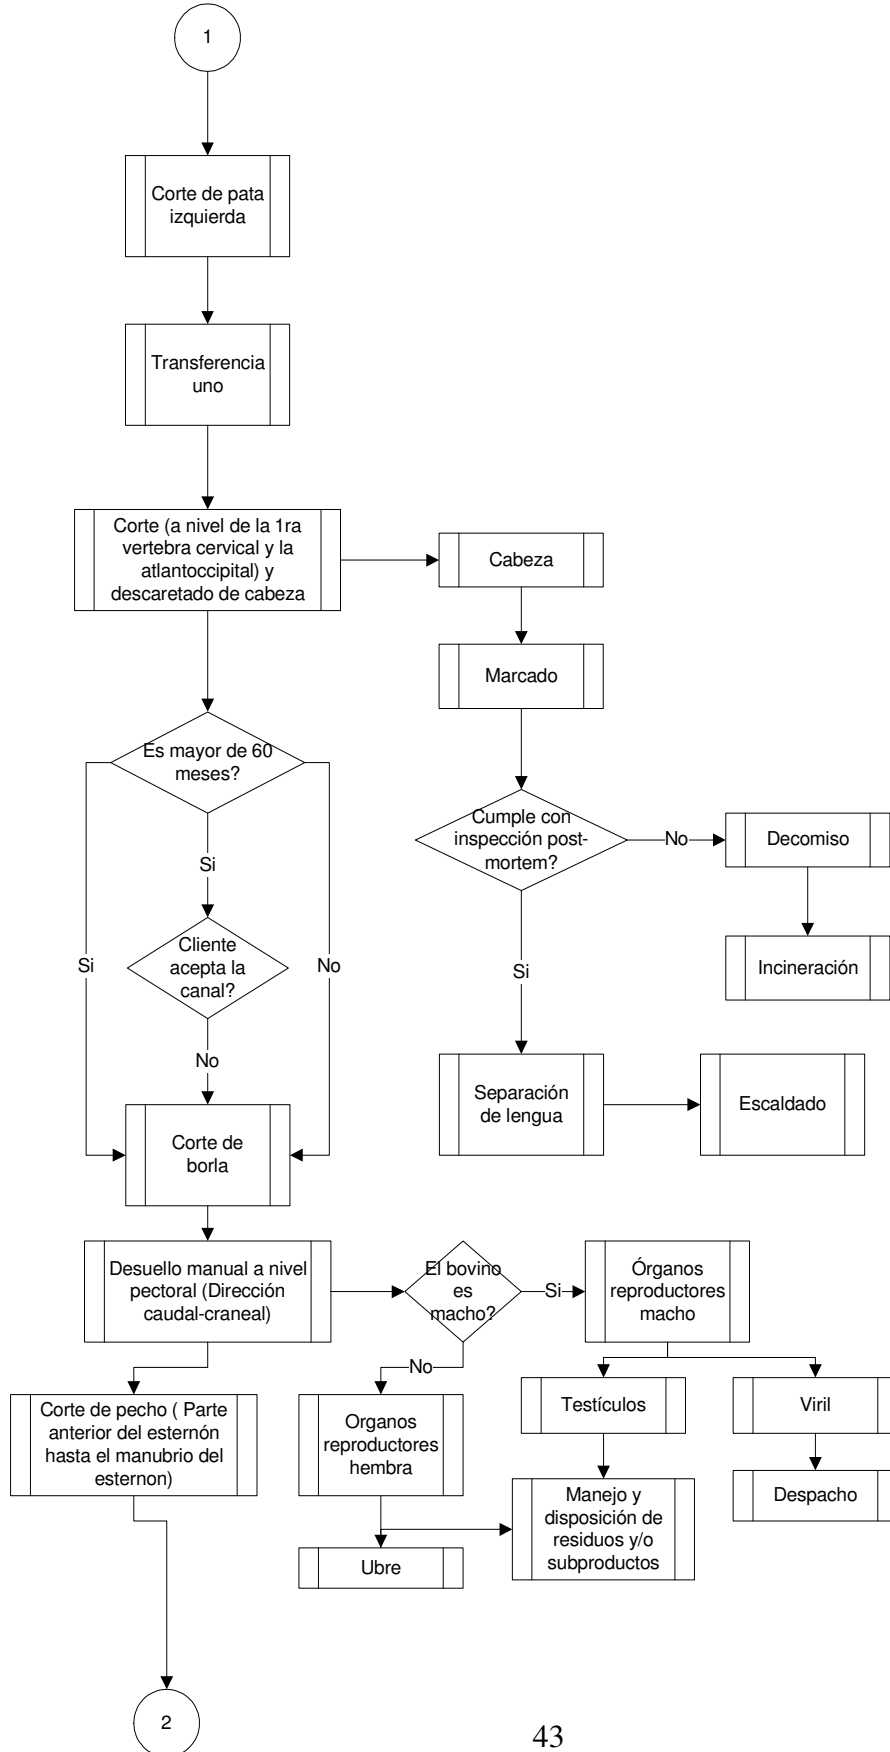 1
Corte de pata
izquierda
Transferencia
uno
Corte (a nivel de la 1ra
vertebra cervical y la
atlantoccipital) y
descaretado de cabeza
Cabeza
Marcado
Es mayor de 60
meses?
Cumple con
inspección post-
mortem?
No
Decomiso
Incineración
Si
Si
No
Cliente
acepta la
canal?
No
Si
Separación
de lengua
Escaldado
Corte de
borla
Desuello manual a nivel
pectoral (Dirección
caudal-craneal)
El bovino
es
macho?
Si
Órganos
reproductores
macho
No
Corte de pecho ( Parte
anterior del esternón
hasta el manubrio del
esternon)
Organos
reproductores
hembra
Testículos
Viril
Manejo y
disposición de
residuos y/o
subproductos
Despacho
Ubre
2
43